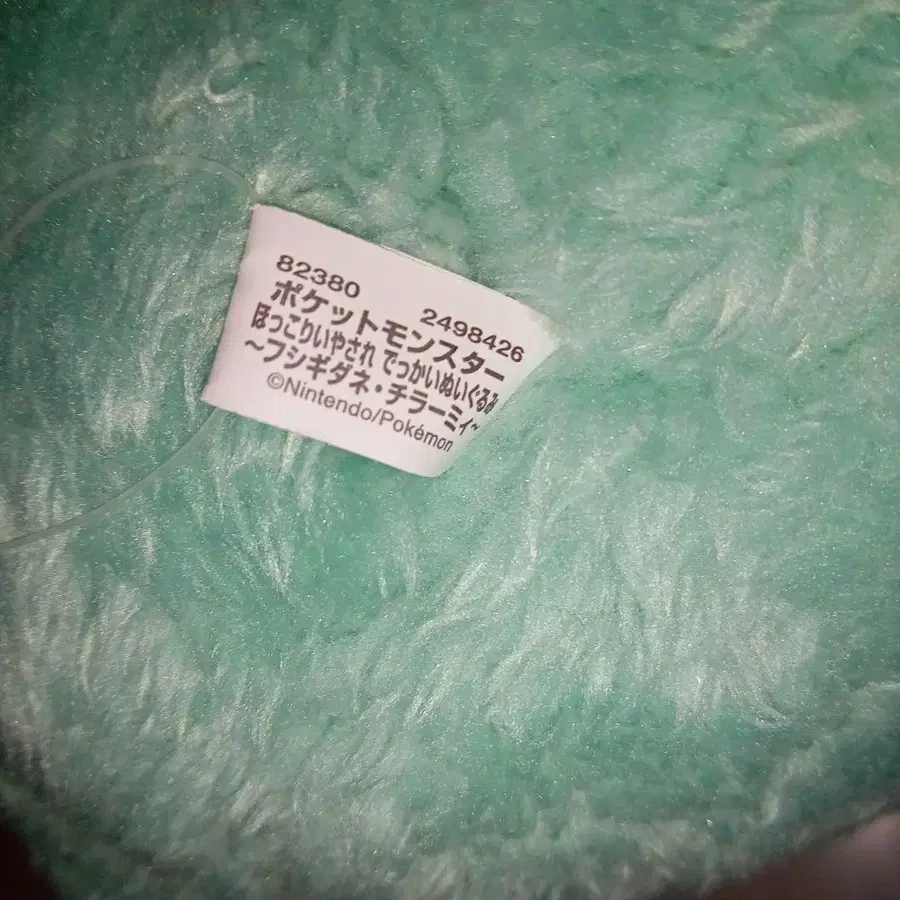 82380 2498426
ポケットモンスター
ほっこりいやされ でっかいぬいぐるみ
～フシギダネ・チラーミィ～
©Nintendo/Pokémon